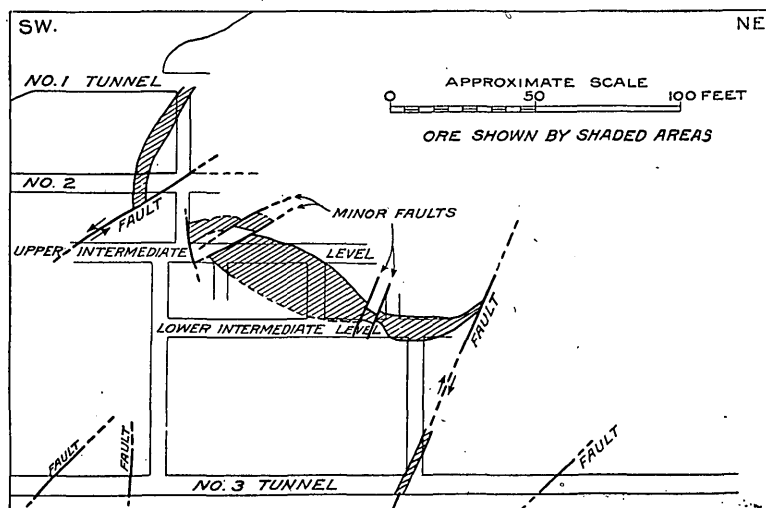 SW.
NE
NO. 1 TUNNEL
APPROXIMATE SCALE
0 50 100 FEET
ORE SHOWN BY SHADED AREAS
NO. 2
FAULT
MINOR FAULTS
UPPER INTERMEDIATE LEVEL
LOWER INTERMEDIATE LEVEL
FAULT
FAULT
FAULT
FAULT
NO. 3 TUNNEL